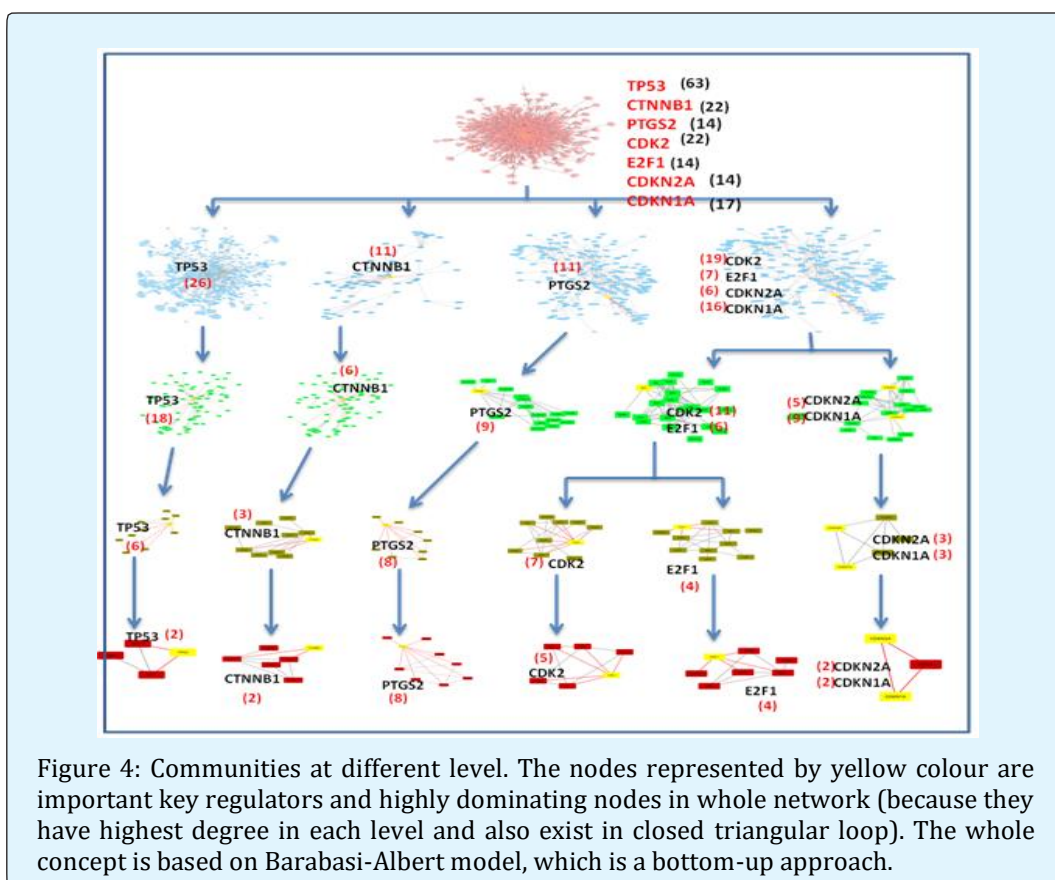 TP53 (63)
CTNNB1 (22)
PTGS2 (14)
CDK2 (22)
E2F1 (14)
CDKN2A (14)
CDKN1A (17)
TP53
(26)
(11)
CTNNB1
(11)
PTGS2
(19) CDK2
(7) E2F1
(6) CDKN2A
(16) CDKN1A
TP53
(18)
(6)
CTNNB1
PTGS2
(9)
CDK2 (11)
E2F1 (6)
(5) CDKN2A
(9) CDKN1A
TP53
(6)
(3)
CTNNB1
PTGS2
(8)
(7) CDK2
E2F1
(4)
CDKN2A (3)
CDKN1A (3)
TP53 (2)
CTNNB1
(2)
PTGS2
(8)
(5)
CDK2
E2F1
(4)
(2) CDKN2A
(2) CDKN1A
Figure 4: Communities at different level. The nodes represented by yellow colour are
important key regulators and highly dominating nodes in whole network (because they
have highest degree in each level and also exist in closed triangular loop). The whole
concept is based on Barabasi-Albert model, which is a bottom-up approach.